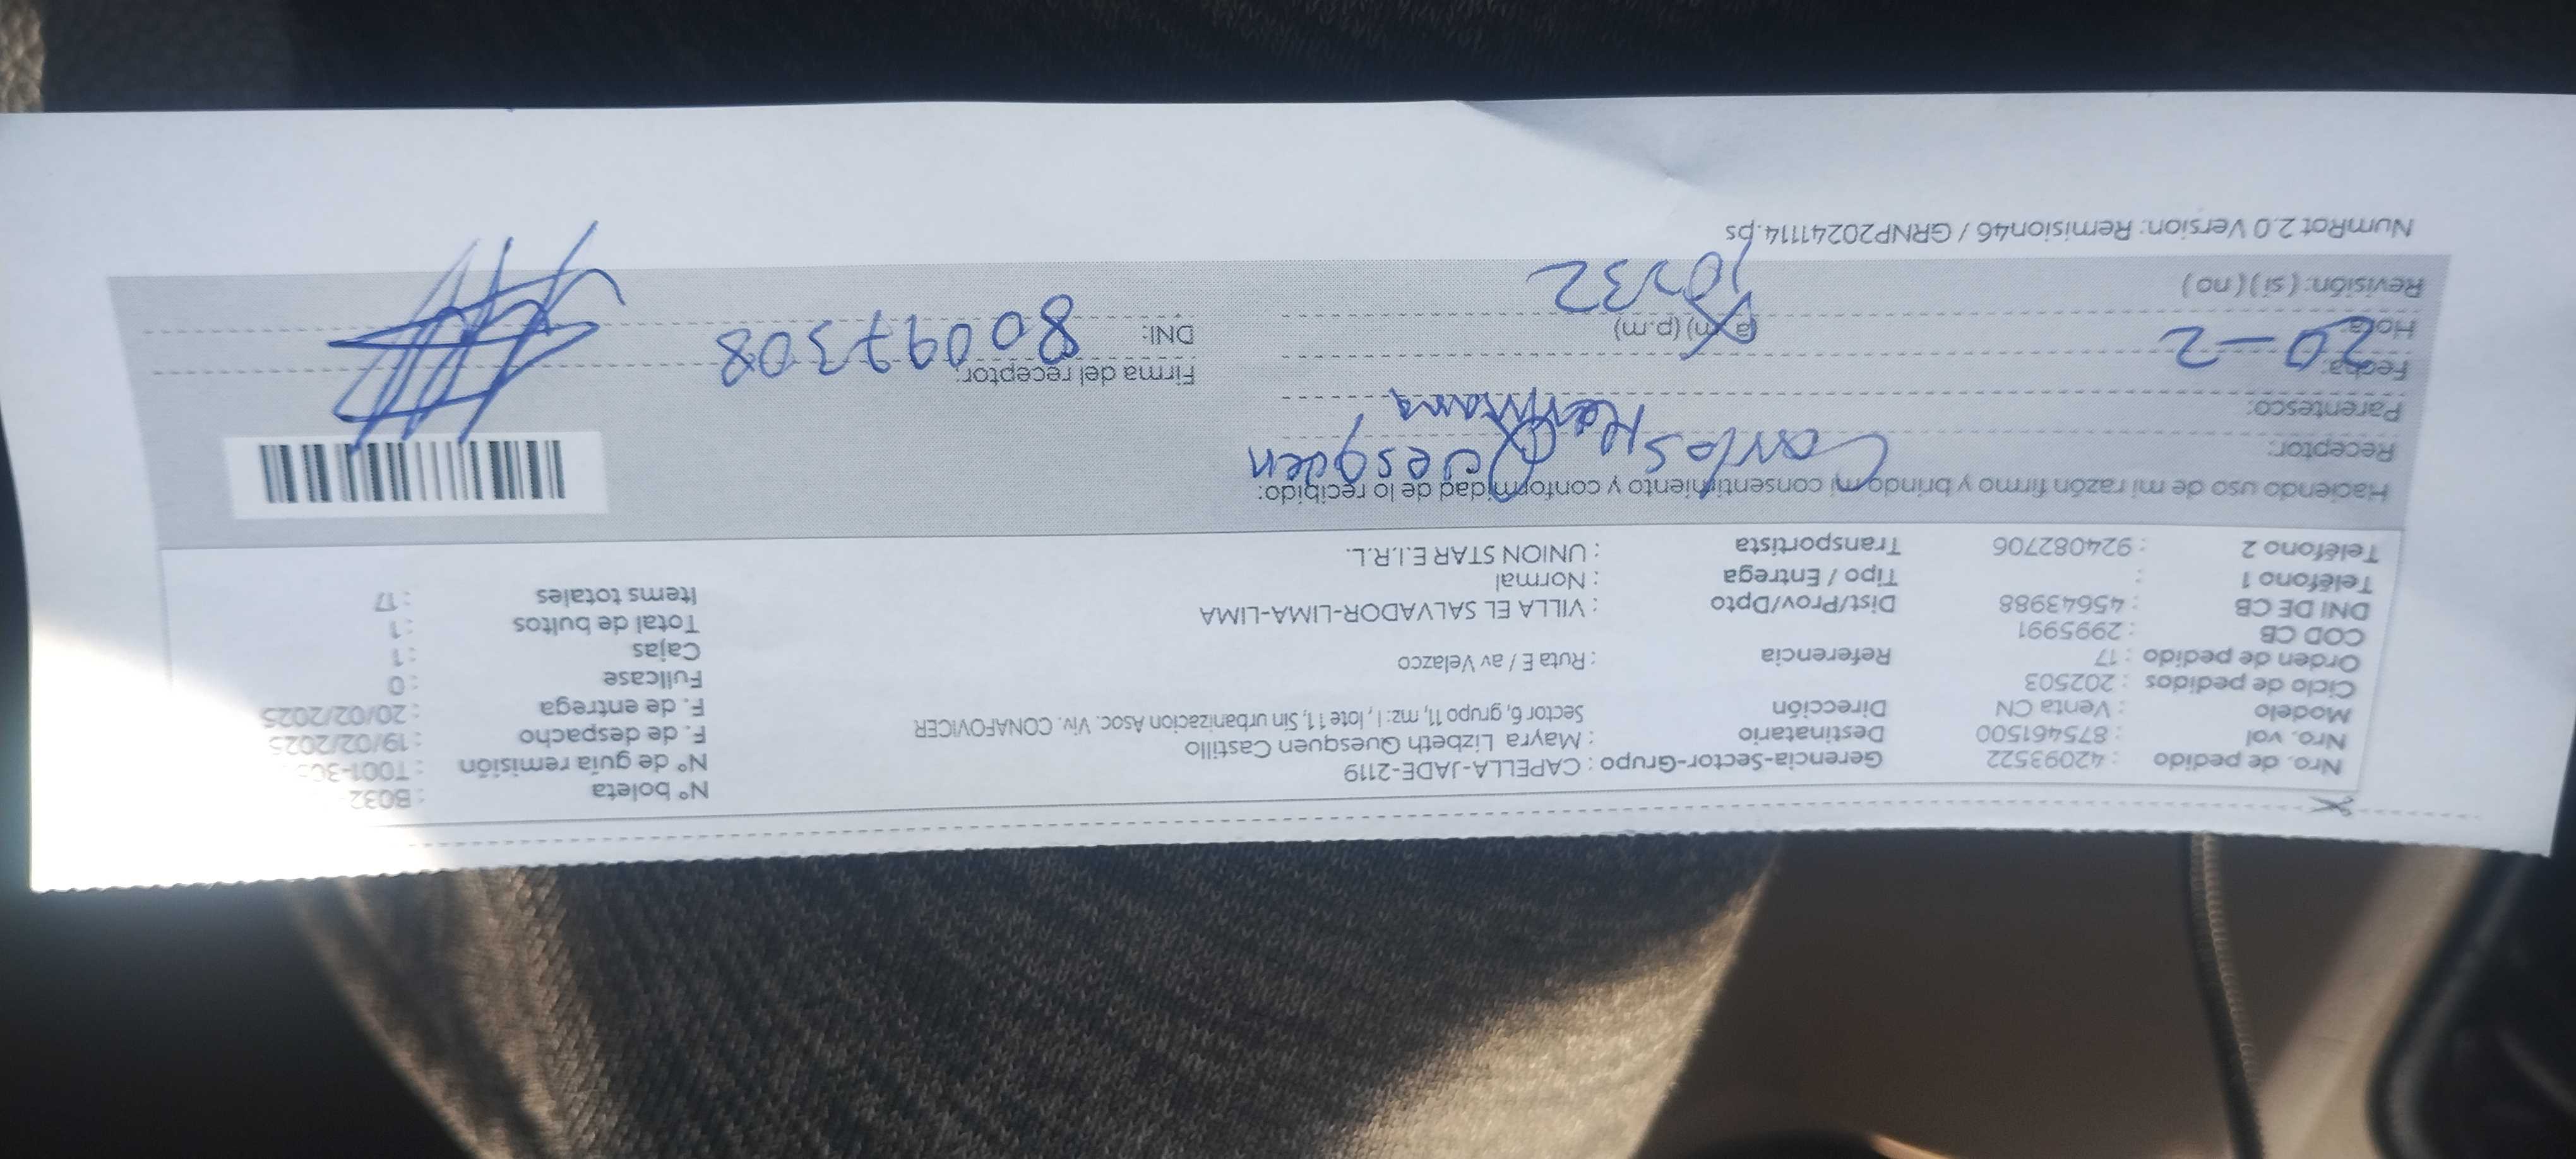 Nro. de pedido : 42093522 Gerencia-Sector-Grupo : CAPELLA-JADE-2119 N° boleta : B032
Nro. vol : 875461500 Destinatario : Mayra Lizbeth Quesquen Castillo N° de guía remisión : T001-
Modelo : Venta CN Dirección Sector 6, grupo 11, mz: I, lote 11, Sin urbanizacion Asoc. Viv. CONAFOVICER F. de despacho : 19/02/2025
Ciclo de pedidos : 202503 F. de entrega : 20/02/2025
Orden de pedido : 17 Referencia : Ruta E / av Velazco Fullcase : 0
COD CB : 2995991 Cajas : 1
DNI DE CB : 45643988 Dist/Prov/Dpto : VILLA EL SALVADOR-LIMA-LIMA Total de bultos : 1
Teléfono 1 : Tipo / Entrega : Normal Items totales : 17
Teléfono 2 : 924082706 Transportista : UNION STAR E.I.R.L.
Haciendo uso de mi razón firmo y brindo mi consentimiento y conformidad de lo recibido:
Receptor: Carlos Quesquen
Parentesco: Hermano
Fecha: 20-2 Firma del receptor:
Hora: (a.m) (p.m) DNI: 80097308
Revisión: ( si ) ( no ) 10:32
NumRot 2.0 Version: Remision46 / GRNP20241114.ps